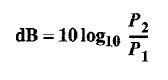 dB = 10 log₁₀ P₂/P₁